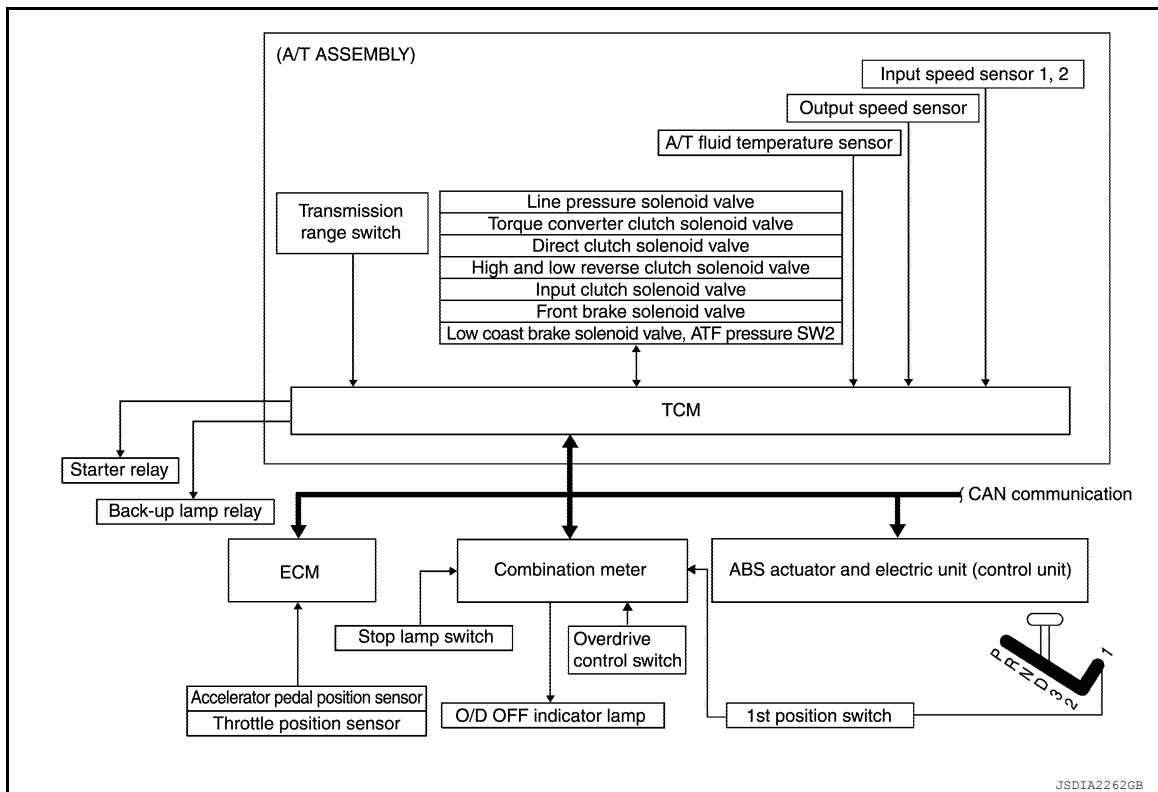 (A/T ASSEMBLY)
Input speed sensor 1, 2
Output speed sensor
A/T fluid temperature sensor
Transmission
range switch
Line pressure solenoid valve
Torque converter clutch solenoid valve
Direct clutch solenoid valve
High and low reverse clutch solenoid valve
Input clutch solenoid valve
Front brake solenoid valve
Low coast brake solenoid valve, ATF pressure SW2
TCM
Starter relay
Back-up lamp relay
CAN communication
ECM
Combination meter
ABS actuator and electric unit (control unit)
Stop lamp switch
Overdrive
control switch
P R N D 3 2 1
Accelerator pedal position sensor
Throttle position sensor
O/D OFF indicator lamp
1st position switch
JSDIA2262GB